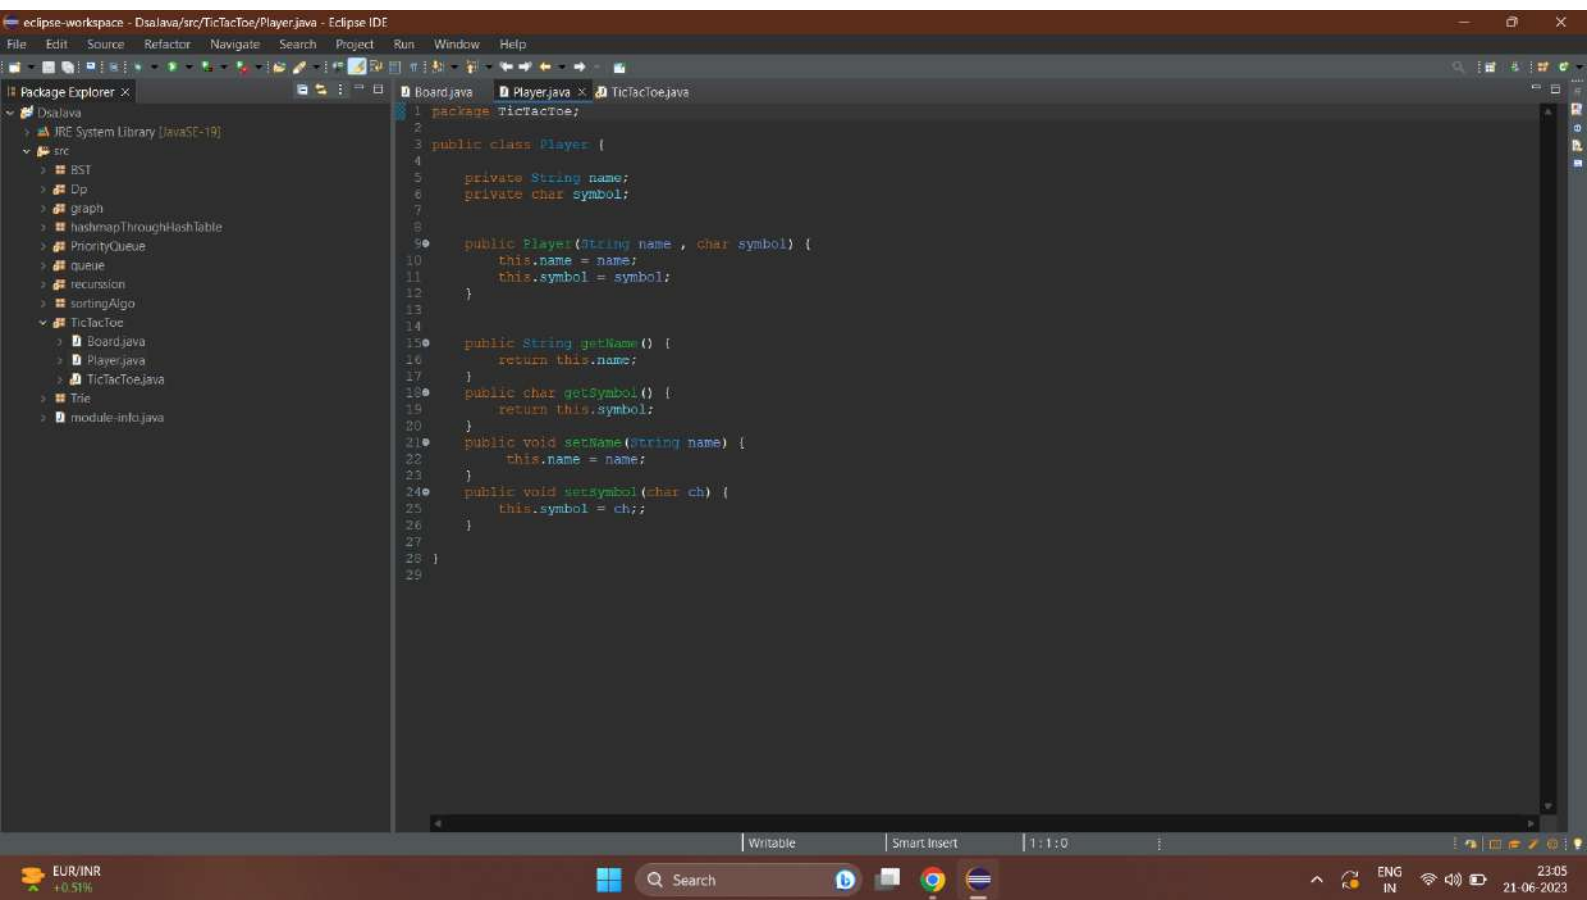 eclipse-workspace - DsaJava/src/TicTacToe/Player.java - Eclipse IDE
File Edit Source Refactor Navigate Search Project Run Window Help
Package Explorer ×
Board.java Player.java × TicTacToe.java
DsaJava
JRE System Library [JavaSE-19]
src
BST
Dp
graph
hashmapThroughHashTable
PriorityQueue
queue
recurssion
sortingAlgo
TicTacToe
Board.java
Player.java
TicTacToe.java
Trie
module-info.java
1 package TicTacToe;
2
3 public class Player {
4
5 private String name;
6 private char symbol;
7
8
9 public Player(String name , char symbol) {
10 this.name = name;
11 this.symbol = symbol;
12 }
13
14
15 public String getName() {
16 return this.name;
17 }
18 public char getSymbol() {
19 return this.symbol;
20 }
21 public void setName(String name) {
22 this.name = name;
23 }
24 public void setSymbol(char ch) {
25 this.symbol = ch;;
26 }
27
28 }
29
Writable Smart Insert 1 : 1 : 0
EUR/INR
+0.51%
Search
ENG
IN
23:05
21-06-2023